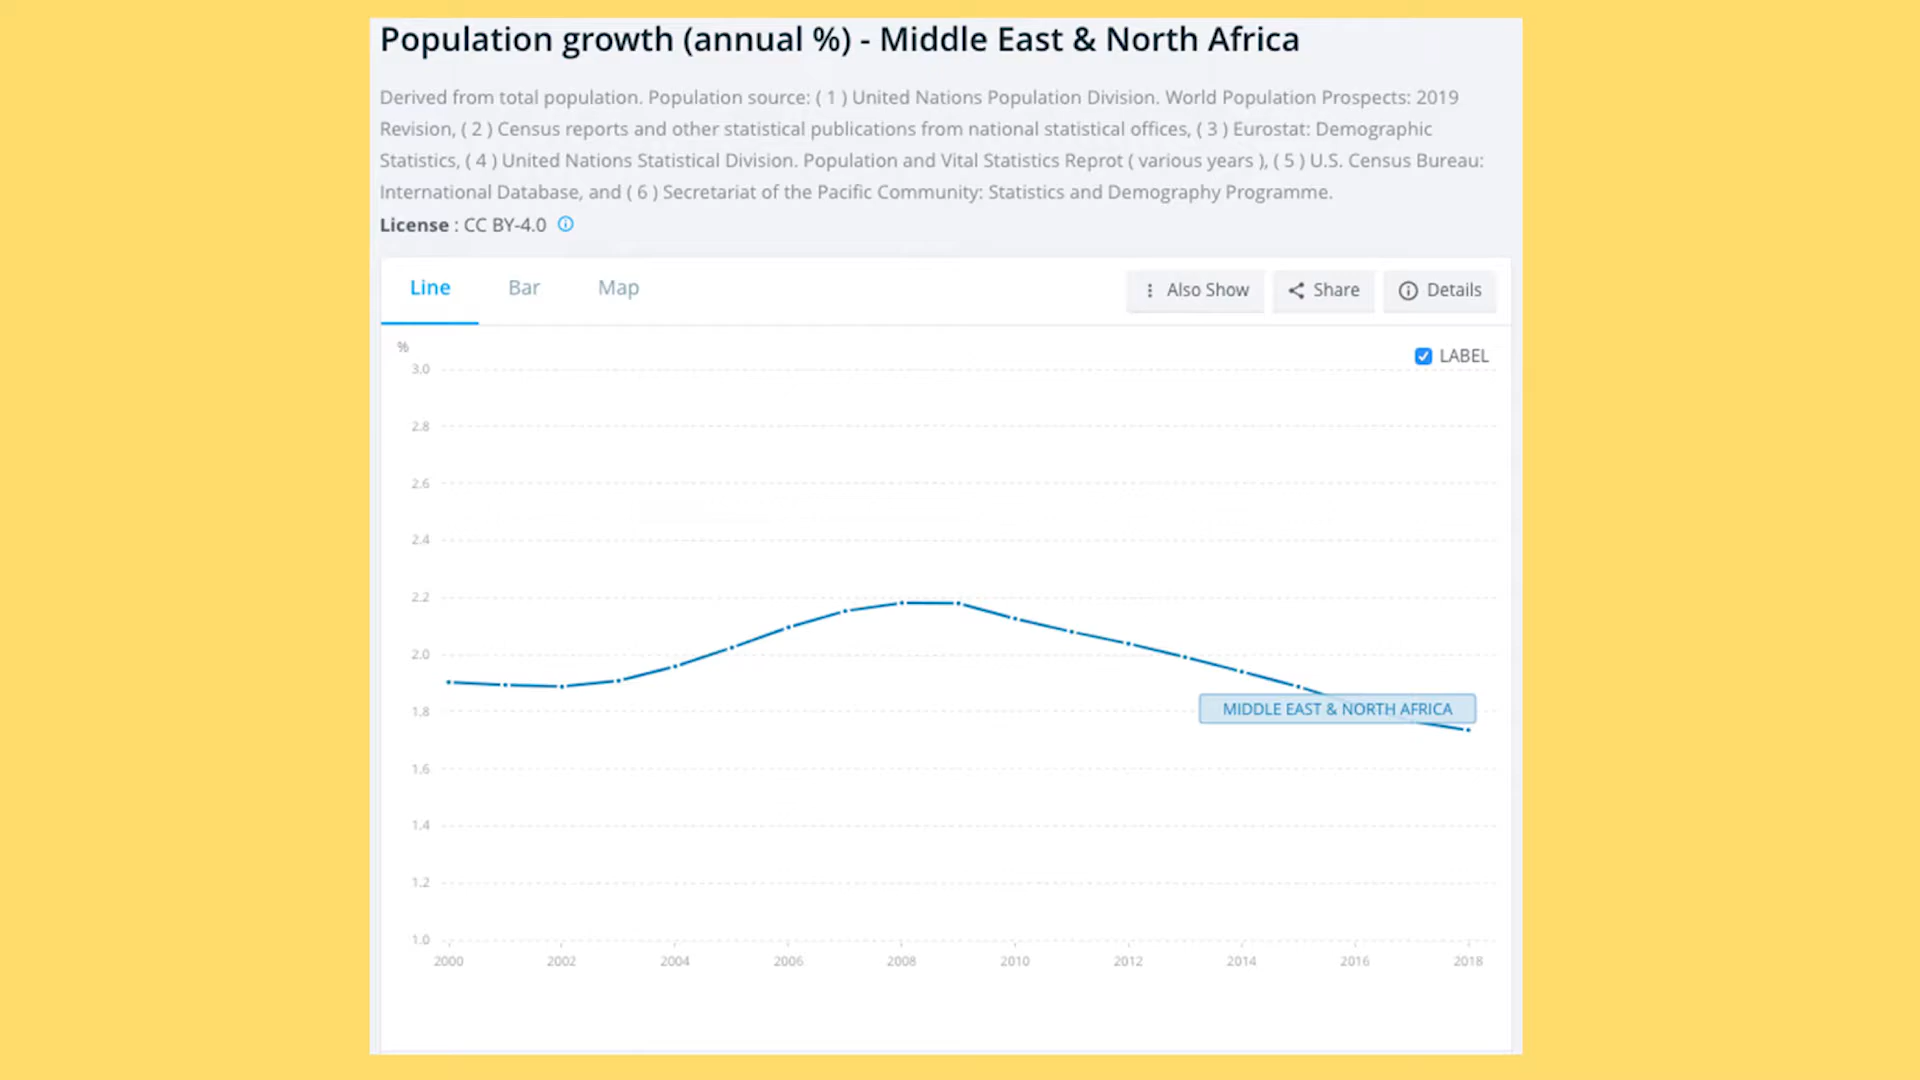 Population growth (annual %) - Middle East & North Africa
Derived from total population. Population source: ( 1 ) United Nations Population Division. World Population Prospects: 2019
Revision, ( 2 ) Census reports and other statistical publications from national statistical offices, ( 3 ) Eurostat: Demographic
Statistics, ( 4 ) United Nations Statistical Division. Population and Vital Statistics Reprot ( various years ), ( 5 ) U.S. Census Bureau:
International Database, and ( 6 ) Secretariat of the Pacific Community: Statistics and Demography Programme.
License : CC BY-4.0
Line Bar Map Also Show Share Details
%
LABEL
3.0
2.8
2.6
2.4
2.2
2.0
1.8
MIDDLE EAST & NORTH AFRICA
1.6
1.4
1.2
1.0
2000 2002 2004 2006 2008 2010 2012 2014 2016 2018